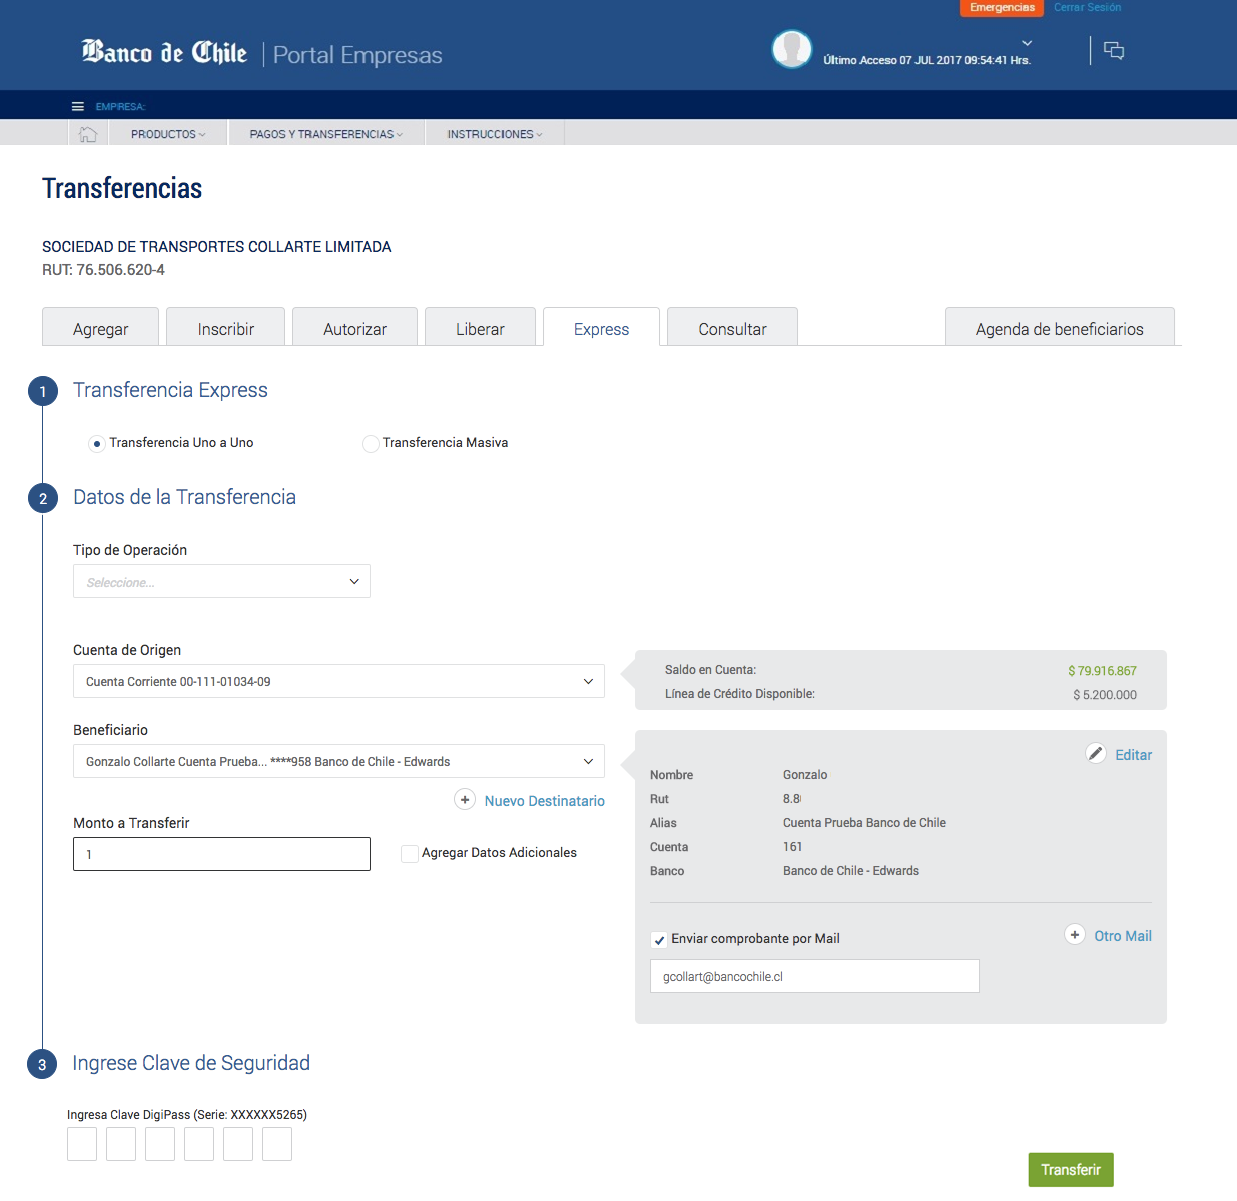 Emergencias Cerrar Sesión
Banco de Chile | Portal Empresas
Último Acceso 07 JUL 2017 09:54:41 Hrs.
EMPRESA:
PRODUCTOS PAGOS Y TRANSFERENCIAS INSTRUCCIONES
Transferencias
SOCIEDAD DE TRANSPORTES COLLARTE LIMITADA
RUT: 76.506.620-4
Agregar Inscribir Autorizar Liberar Express Consultar Agenda de beneficiarios
1 Transferencia Express
Transferencia Uno a Uno Transferencia Masiva
2 Datos de la Transferencia
Tipo de Operación
Seleccione...
Cuenta de Origen
Cuenta Corriente 00-111-01034-09
Saldo en Cuenta: $ 79.916.867
Línea de Crédito Disponible: $ 5.200.000
Beneficiario
Gonzalo Collarte Cuenta Prueba... ****958 Banco de Chile - Edwards
+ Nuevo Destinatario
Monto a Transferir
1
Agregar Datos Adicionales
Editar
Nombre Gonzalo
Rut 8.8
Alias Cuenta Prueba Banco de Chile
Cuenta 161
Banco Banco de Chile - Edwards
Enviar comprobante por Mail
+ Otro Mail
gcollart@bancochile.cl
3 Ingrese Clave de Seguridad
Ingresa Clave DigiPass (Serie: XXXXXX5265)
Transferir